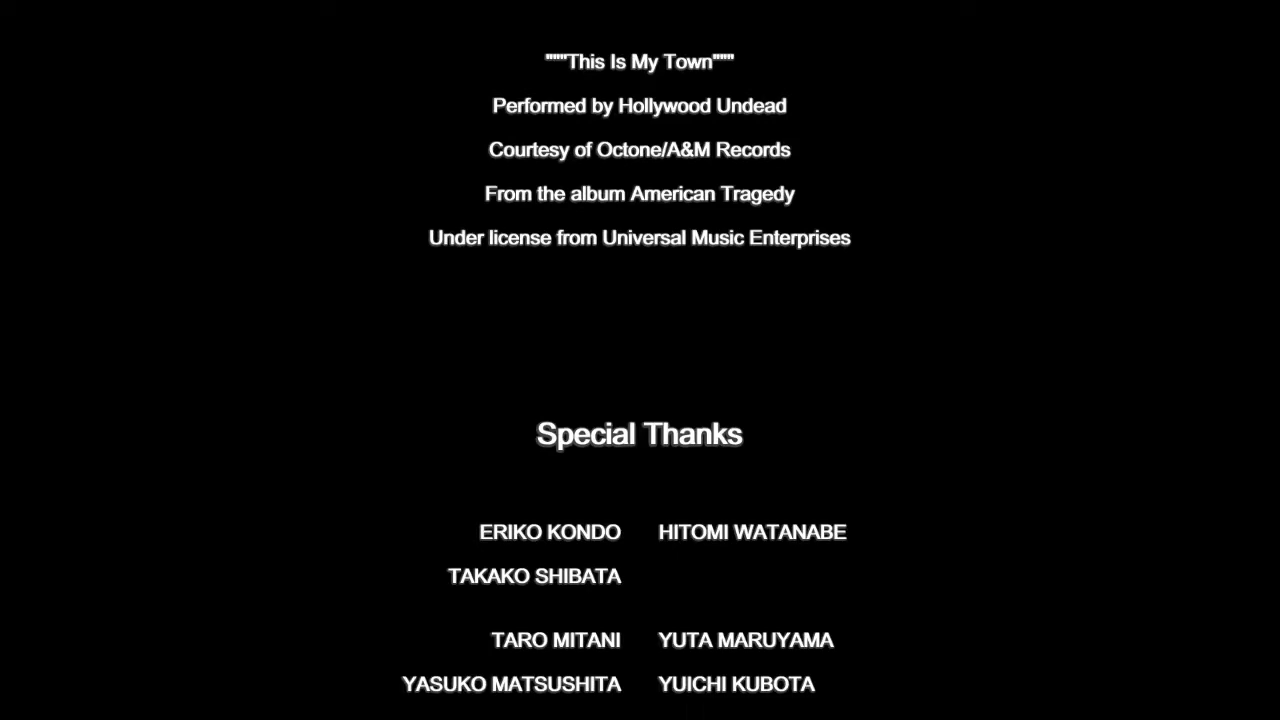 """This Is My Town"""
Performed by Hollywood Undead
Courtesy of Octone/A&M Records
From the album American Tragedy
Under license from Universal Music Enterprises
Special Thanks
ERIKO KONDO HITOMI WATANABE
TAKAKO SHIBATA
TARO MITANI YUTA MARUYAMA
YASUKO MATSUSHITA YUICHI KUBOTA